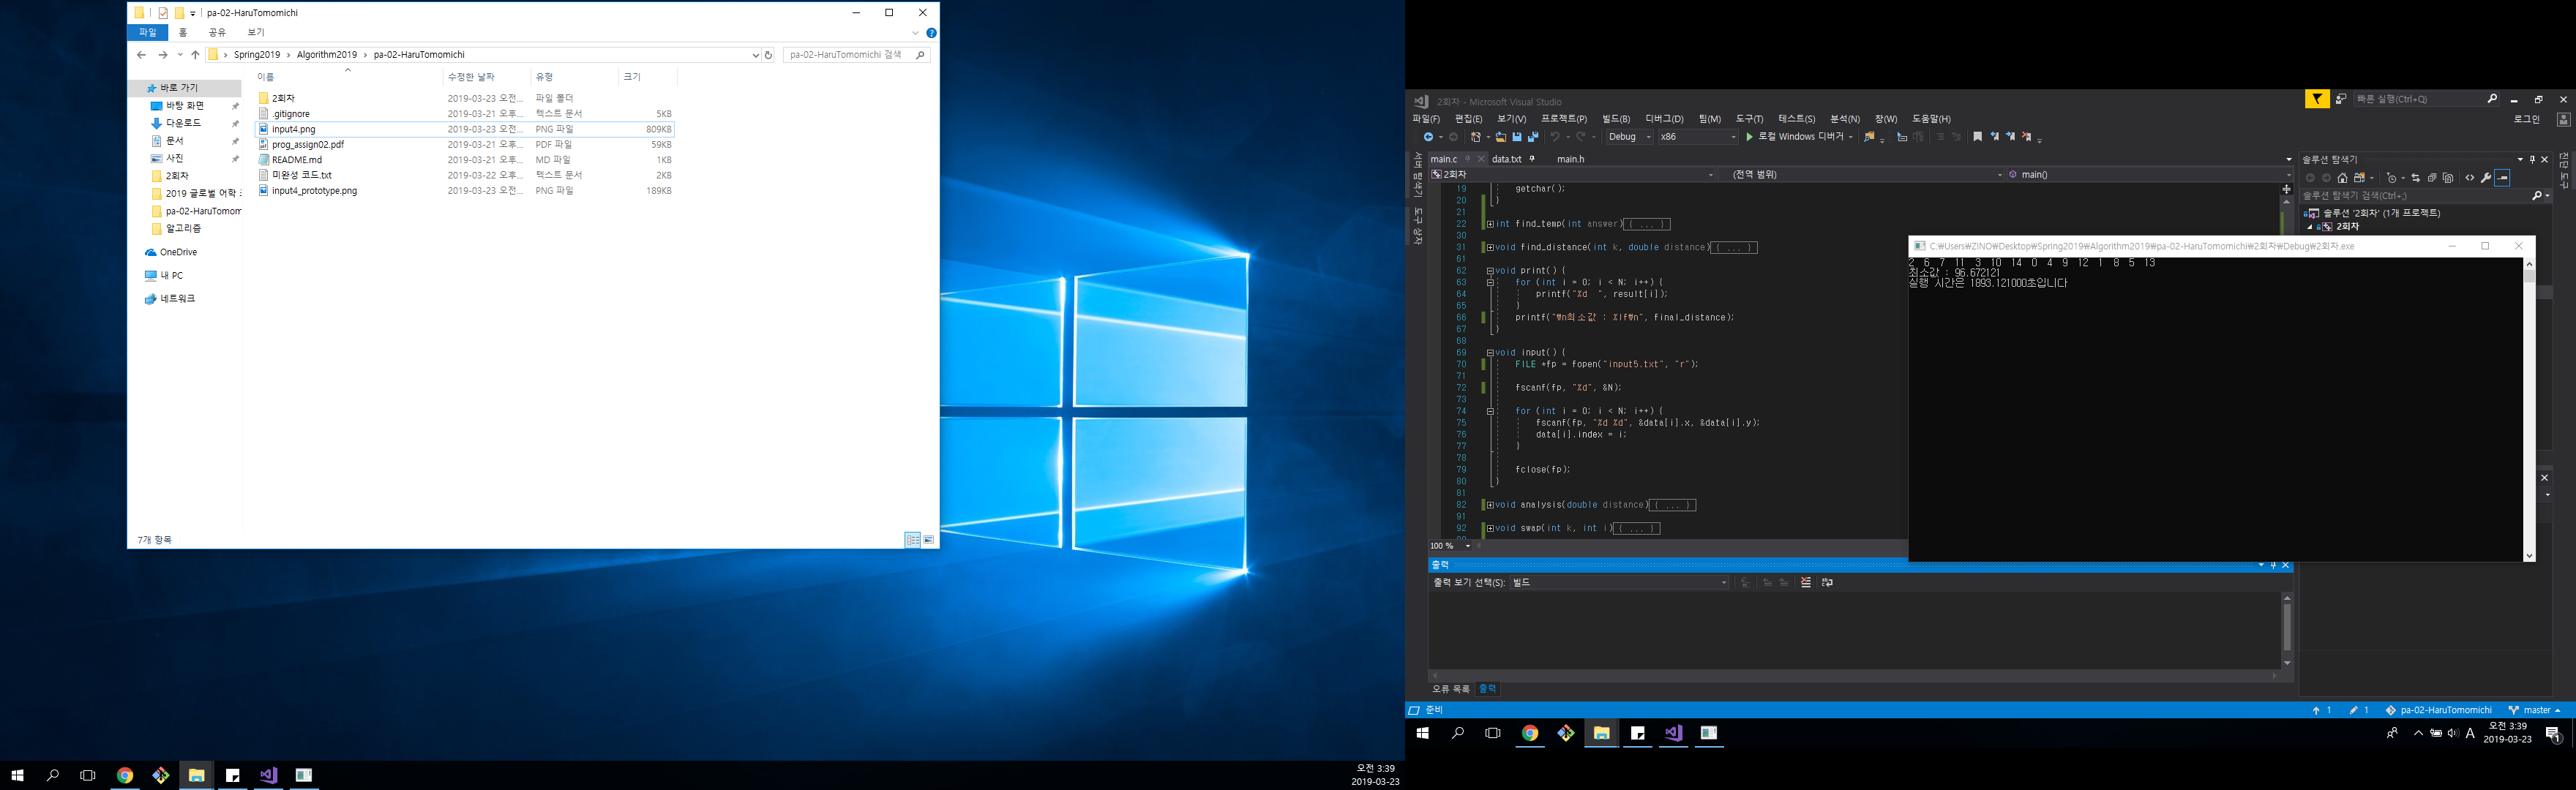 pa-02-HaruTomomichi
파일 홈 공유 보기
Spring2019 › Algorithm2019 › pa-02-HaruTomomichi
pa-02-HaruTomomichi 검색
이름 수정한 날짜 유형 크기
바로 가기
바탕 화면
다운로드
문서
사진
2회차
2019 글로벌 어학
pa-02-HaruTomom
알고리즘
OneDrive
내 PC
네트워크
2회차 2019-03-23 오전... 파일 폴더
.gitignore 2019-03-21 오후... 텍스트 문서 5KB
input4.png 2019-03-23 오전... PNG 파일 809KB
prog_assign02.pdf 2019-03-21 오후... PDF 파일 59KB
README.md 2019-03-21 오후... MD 파일 1KB
미완성 코드.txt 2019-03-22 오후... 텍스트 문서 2KB
input4_prototype.png 2019-03-23 오전... PNG 파일 189KB
7개 항목
오전 3:39
2019-03-23
2회차 - Microsoft Visual Studio
빠른 실행(Ctrl+Q)
파일(F) 편집(E) 보기(V) 프로젝트(P) 빌드(B) 디버그(D) 팀(M) 도구(T) 테스트(S) 분석(N) 창(W) 도움말(H)
로그인
Debug x86 로컬 Windows 디버거
서버 탐색기
도구 상자
진단 도구
main.c data.txt main.h
2회차 (전역 범위) main()
19 getchar();
20 }
21
22 int find_temp(int answer){ ... }
30
31 void find_distance(int k, double distance){ ... }
61
62 void print() {
63 for (int i = 0; i < N; i++) {
64 printf("%d  ", result[i]);
65 }
66 printf("₩n최소값 : %lf₩n", final_distance);
67 }
68
69 void input() {
70 FILE *fp = fopen("input5.txt", "r");
71
72 fscanf(fp, "%d", &N);
73
74 for (int i = 0; i < N; i++) {
75 fscanf(fp, "%d %d", &data[i].x, &data[i].y);
76 data[i].index = i;
77 }
78
79 fclose(fp);
80 }
81
82 void analysis(double distance){ ... }
91
92 void swap(int k, int i){ ... }
100 %
출력
출력 보기 선택(S): 빌드
오류 목록 출력
준비
1 1 pa-02-HaruTomomichi master
솔루션 탐색기
솔루션 탐색기 검색(Ctrl+;)
솔루션 '2회차' (1개 프로젝트)
2회차
C:₩Users₩ZINO₩Desktop₩Spring2019₩Algorithm2019₩pa-02-HaruTomomichi₩2회차₩Debug₩2회차.exe
2 6 7 11 3 10 14 0 4 9 12 1 8 5 13
최소값 : 96.672121
실행 시간은 1893.121000초입니다
A
오전 3:39
2019-03-23
1